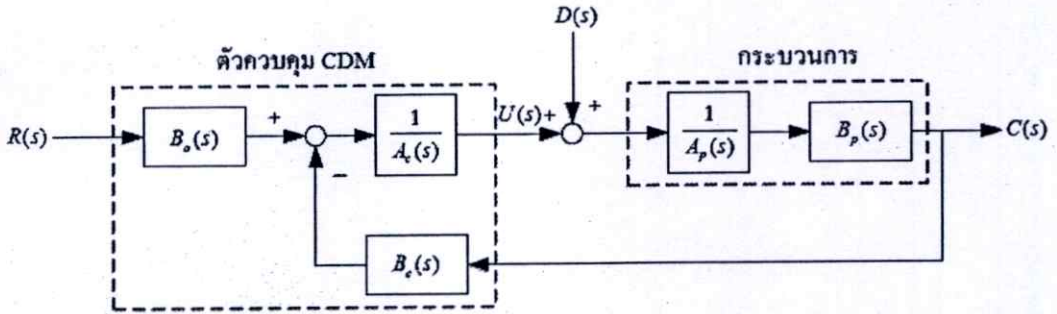 D(s)
ตัวควบคุม CDM
กระบวนการ
R(s)
B_a(s)
+
−
1
A_c(s)
U(s)+
+
1
A_p(s)
B_p(s)
C(s)
B_c(s)